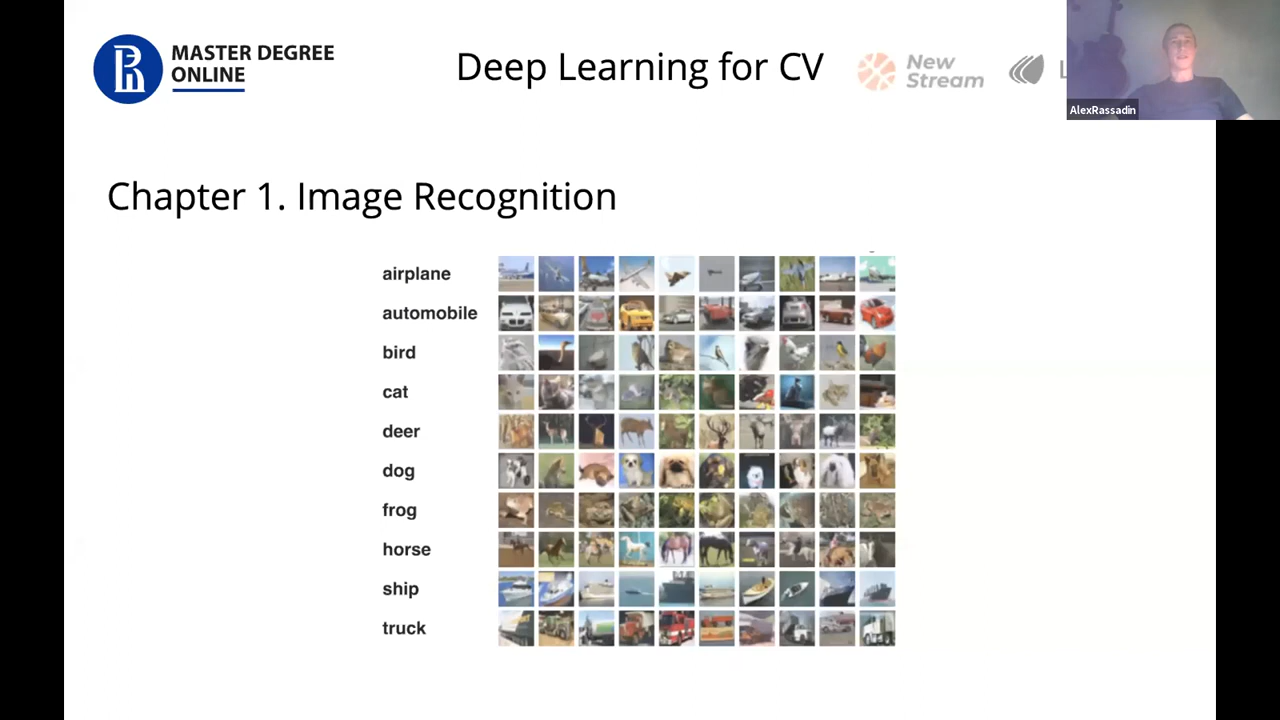 MASTER DEGREE
ONLINE
Deep Learning for CV
New
Stream
L
AlexRassadin
Chapter 1. Image Recognition
airplane
automobile
bird
cat
deer
dog
frog
horse
ship
truck